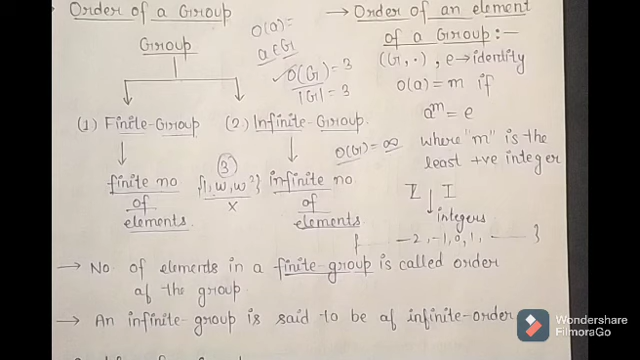 Order of a Group
Group
(1) Finite-Group
(2) Infinite-Group.
finite no
of
elements
③
{1, ω, ω²}
×
infinite no
of
elements
O(a) =
a ∈ G
O(G) = 3
|G| = 3
O(G) = ∞
→ Order of an element
of a Group :-
(G, ·), e → identity
O(a) = m if
aᵐ = e
where "m" is the
least +ve integer
Z I
integers
{ ...... -2, -1, 0, 1, ...... }
→ No of elements in a finite-group is called order
of the group
→ An infinite-group is said to be of infinite-order
Wondershare
FilmoraGo